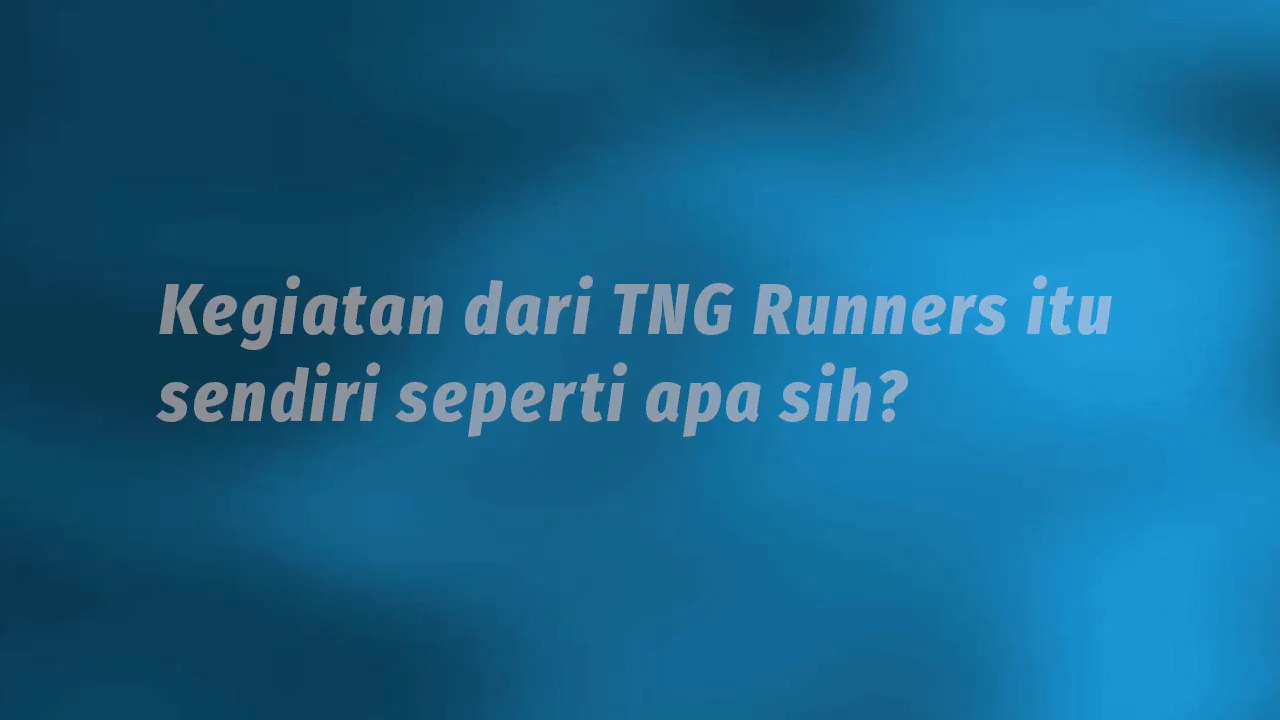 Kegiatan dari TNG Runners itu
sendiri seperti apa sih?